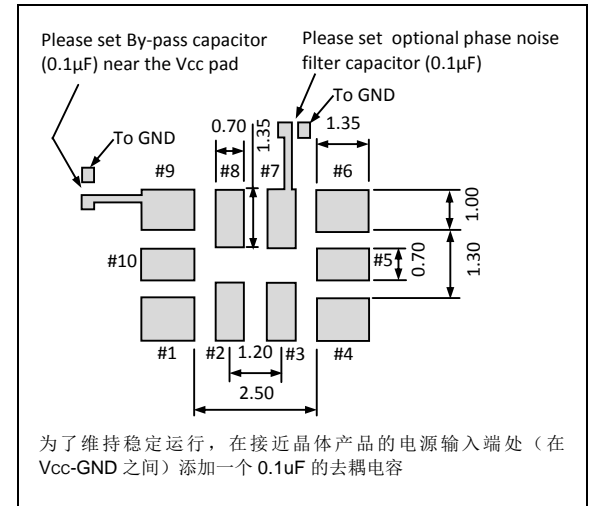 Please set By-pass capacitor
(0.1µF) near the Vcc pad
Please set optional phase noise
filter capacitor (0.1µF)
To GND
To GND
0.70
1.35
1.35
#9
#8
#7
#6
1.00
#10
#5
0.70
1.30
#1
#2
1.20
#3
#4
2.50
为了维持稳定运行，在接近晶体产品的电源输入端处（在
Vcc-GND 之间）添加一个 0.1uF 的去耦电容